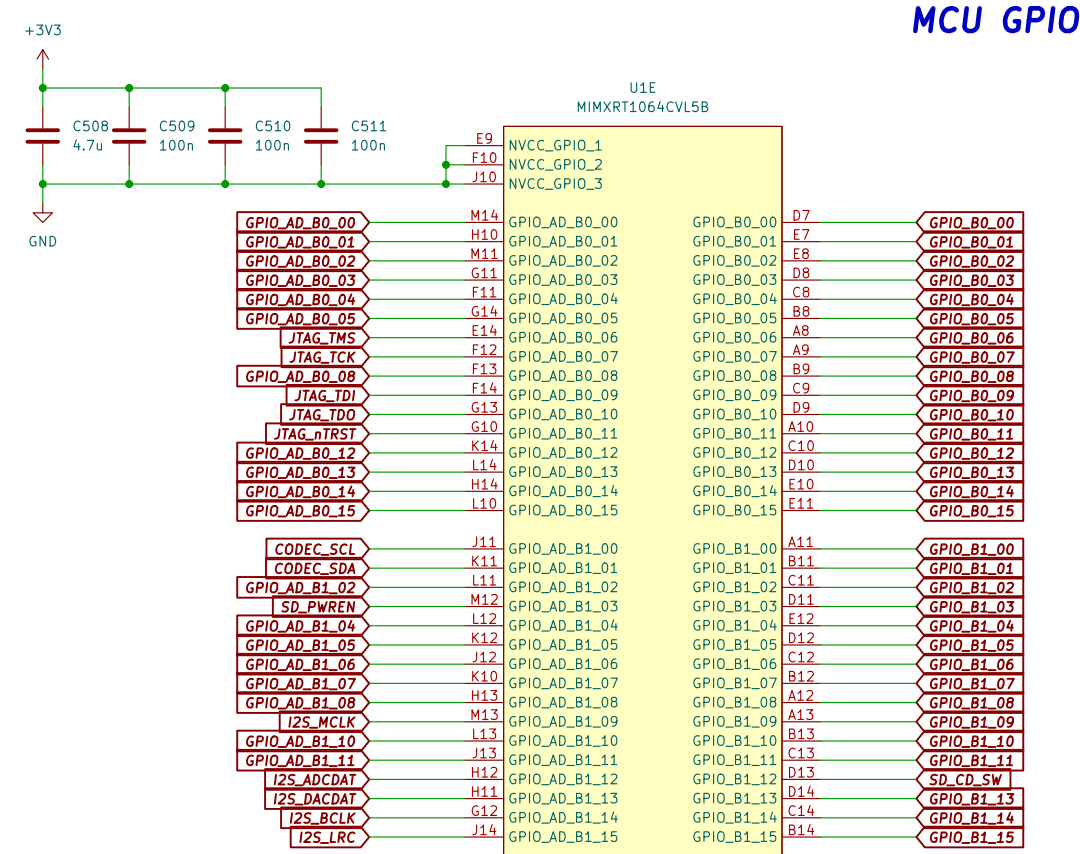 MCU GPIO
+3V3
C508
4.7u
C509
100n
C510
100n
C511
100n
GND
U1E
MIMXRT1064CVL5B
E9 NVCC_GPIO_1
F10 NVCC_GPIO_2
J10 NVCC_GPIO_3
GPIO_AD_B0_00 M14 GPIO_AD_B0_00 GPIO_B0_00 D7 GPIO_B0_00
GPIO_AD_B0_01 H10 GPIO_AD_B0_01 GPIO_B0_01 E7 GPIO_B0_01
GPIO_AD_B0_02 M11 GPIO_AD_B0_02 GPIO_B0_02 E8 GPIO_B0_02
GPIO_AD_B0_03 G11 GPIO_AD_B0_03 GPIO_B0_03 D8 GPIO_B0_03
GPIO_AD_B0_04 F11 GPIO_AD_B0_04 GPIO_B0_04 C8 GPIO_B0_04
GPIO_AD_B0_05 G14 GPIO_AD_B0_05 GPIO_B0_05 B8 GPIO_B0_05
JTAG_TMS E14 GPIO_AD_B0_06 GPIO_B0_06 A8 GPIO_B0_06
JTAG_TCK F12 GPIO_AD_B0_07 GPIO_B0_07 A9 GPIO_B0_07
GPIO_AD_B0_08 F13 GPIO_AD_B0_08 GPIO_B0_08 B9 GPIO_B0_08
JTAG_TDI F14 GPIO_AD_B0_09 GPIO_B0_09 C9 GPIO_B0_09
JTAG_TDO G13 GPIO_AD_B0_10 GPIO_B0_10 D9 GPIO_B0_10
JTAG_nTRST G10 GPIO_AD_B0_11 GPIO_B0_11 A10 GPIO_B0_11
GPIO_AD_B0_12 K14 GPIO_AD_B0_12 GPIO_B0_12 C10 GPIO_B0_12
GPIO_AD_B0_13 L14 GPIO_AD_B0_13 GPIO_B0_13 D10 GPIO_B0_13
GPIO_AD_B0_14 H14 GPIO_AD_B0_14 GPIO_B0_14 E10 GPIO_B0_14
GPIO_AD_B0_15 L10 GPIO_AD_B0_15 GPIO_B0_15 E11 GPIO_B0_15
CODEC_SCL J11 GPIO_AD_B1_00 GPIO_B1_00 A11 GPIO_B1_00
CODEC_SDA K11 GPIO_AD_B1_01 GPIO_B1_01 B11 GPIO_B1_01
GPIO_AD_B1_02 L11 GPIO_AD_B1_02 GPIO_B1_02 C11 GPIO_B1_02
SD_PWREN M12 GPIO_AD_B1_03 GPIO_B1_03 D11 GPIO_B1_03
GPIO_AD_B1_04 L12 GPIO_AD_B1_04 GPIO_B1_04 E12 GPIO_B1_04
GPIO_AD_B1_05 K12 GPIO_AD_B1_05 GPIO_B1_05 D12 GPIO_B1_05
GPIO_AD_B1_06 J12 GPIO_AD_B1_06 GPIO_B1_06 C12 GPIO_B1_06
GPIO_AD_B1_07 K10 GPIO_AD_B1_07 GPIO_B1_07 B12 GPIO_B1_07
GPIO_AD_B1_08 H13 GPIO_AD_B1_08 GPIO_B1_08 A12 GPIO_B1_08
I2S_MCLK M13 GPIO_AD_B1_09 GPIO_B1_09 A13 GPIO_B1_09
GPIO_AD_B1_10 L13 GPIO_AD_B1_10 GPIO_B1_10 B13 GPIO_B1_10
GPIO_AD_B1_11 J13 GPIO_AD_B1_11 GPIO_B1_11 C13 GPIO_B1_11
I2S_ADCDAT H12 GPIO_AD_B1_12 GPIO_B1_12 D13 SD_CD_SW
I2S_DACDAT H11 GPIO_AD_B1_13 GPIO_B1_13 D14 GPIO_B1_13
I2S_BCLK G12 GPIO_AD_B1_14 GPIO_B1_14 C14 GPIO_B1_14
I2S_LRC J14 GPIO_AD_B1_15 GPIO_B1_15 B14 GPIO_B1_15